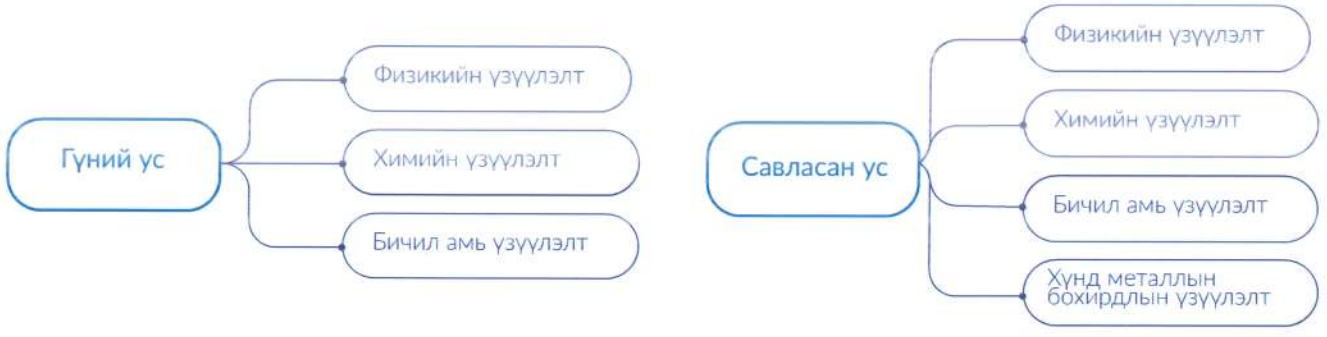 Гүний ус
Физикийн үзүүлэлт
Химийн үзүүлэлт
Бичил амь үзүүлэлт
Савласан ус
Физикийн үзүүлэлт
Химийн үзүүлэлт
Бичил амь үзүүлэлт
Хүнд металлын
бохирдлын үзүүлэлт